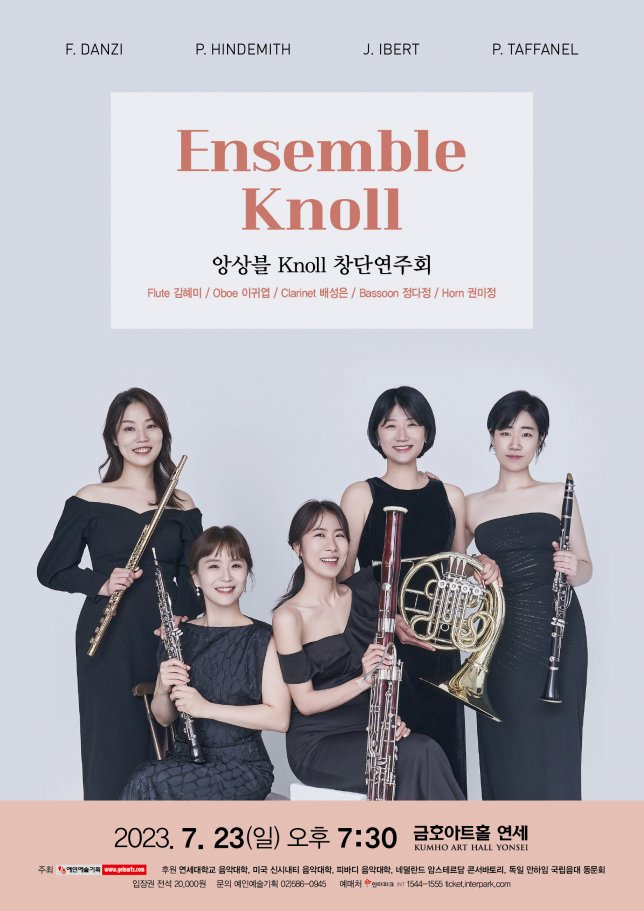 F. DANZI P. HINDEMITH J. IBERT P. TAFFANEL
Ensemble
Knoll
앙상블 Knoll 창단연주회
Flute 김혜미 / Oboe 이귀엽 / Clarinet 배성은 / Bassoon 정다정 / Horn 권미정
2023. 7. 23(일) 오후 7:30 금호아트홀 연세
KUMHO ART HALL YONSEI
주최 예인예술기획 www.yeinarts.com 후원 연세대학교 음악대학, 미국 신시내티 음악대학, 피바디 음악대학, 네덜란드 암스테르담 콘서바토리, 독일 만하임 국립음대 동문회
입장권 전석 20,000원 문의 예인예술기획 02)586-0945 예매처 인터파크 INT 1544-1555 ticket.interpark.com